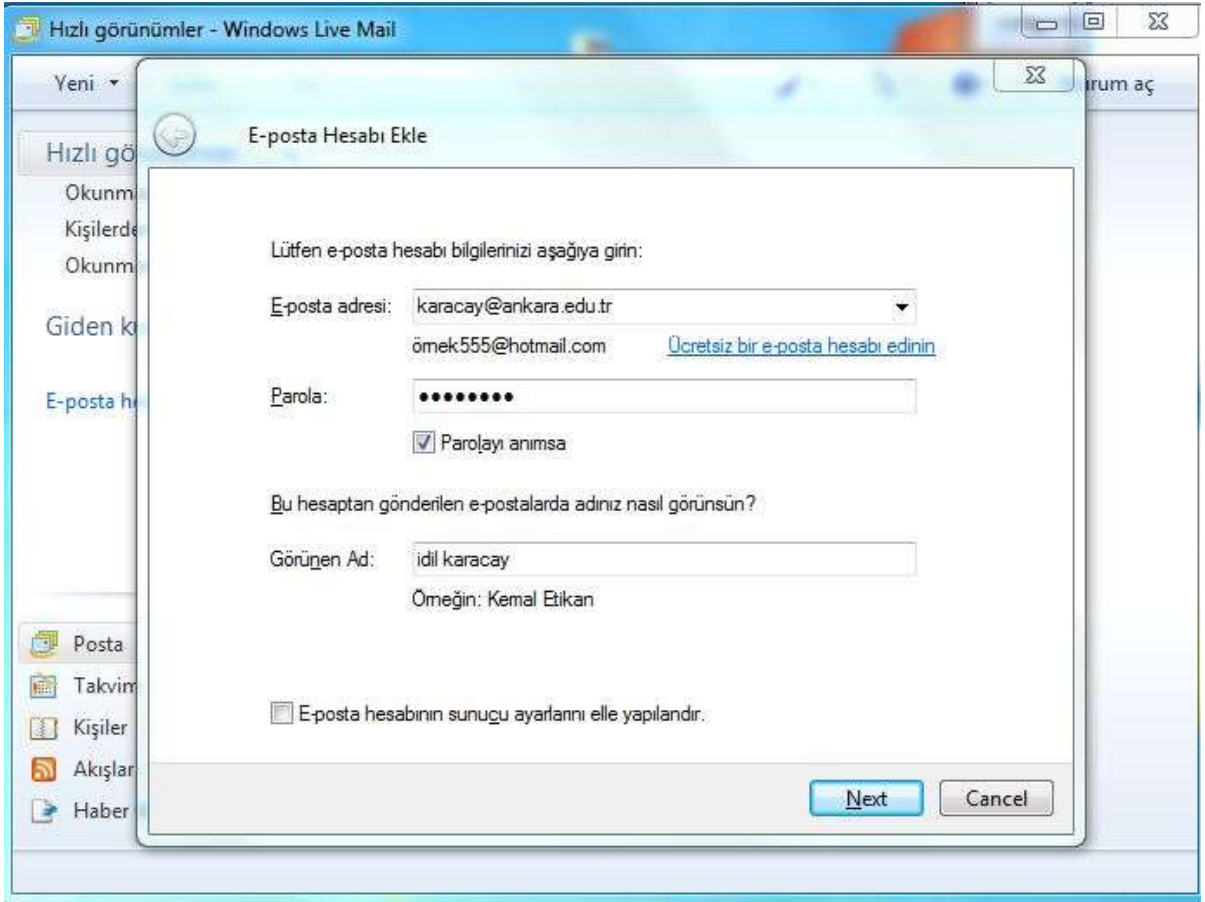 Hızlı görünümler - Windows Live Mail
Yeni
E-posta Hesabı Ekle
Hızlı gö
Okunm
Kişilerde
Okunm
Giden k
E-posta h
Lütfen e-posta hesabı bilgilerinizi aşağıya girin:
E-posta adresi: karacay@ankara.edu.tr
örnek555@hotmail.com Ücretsiz bir e-posta hesabı edinin
Parola: ••••••••
Parolayı anımsa
Bu hesaptan gönderilen e-postalarda adınız nasıl görünsün?
Görünen Ad: idil karacay
Örneğin: Kemal Etikan
E-posta hesabının sunucu ayarlarını elle yapılandır.
Next Cancel
Posta
Takvim
Kişiler
Akışlar
Haber
urum aç